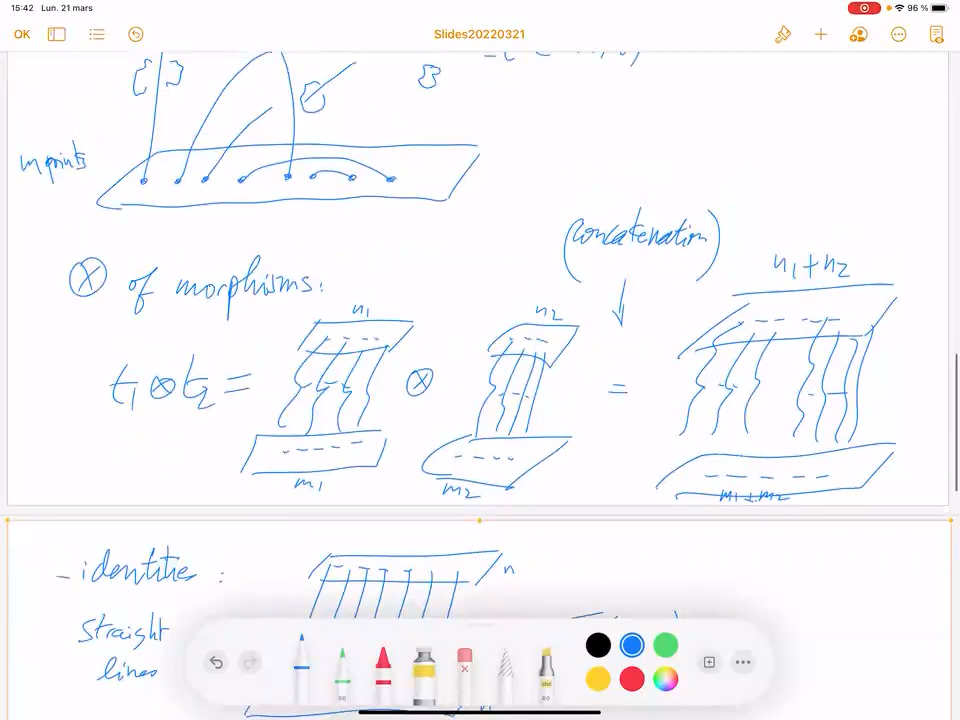 15:42 Lun. 21 mars
96 %
OK
Slides20220321
m points
(concatenation)
⊗ of morphisms:
n1 n2 n1+n2
t1⊗t2 = ⊗ =
m1 m2 m1+m2
- identities : n
straight
lines